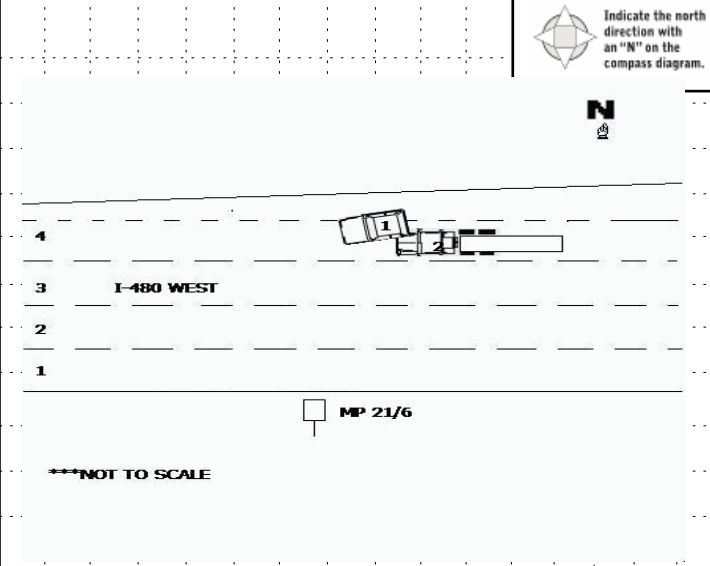 Indicate the north
direction with
an “N” on the
compass diagram.
N
1
4
2
3
I-480 WEST
2
1
MP 21/6
***NOT TO SCALE